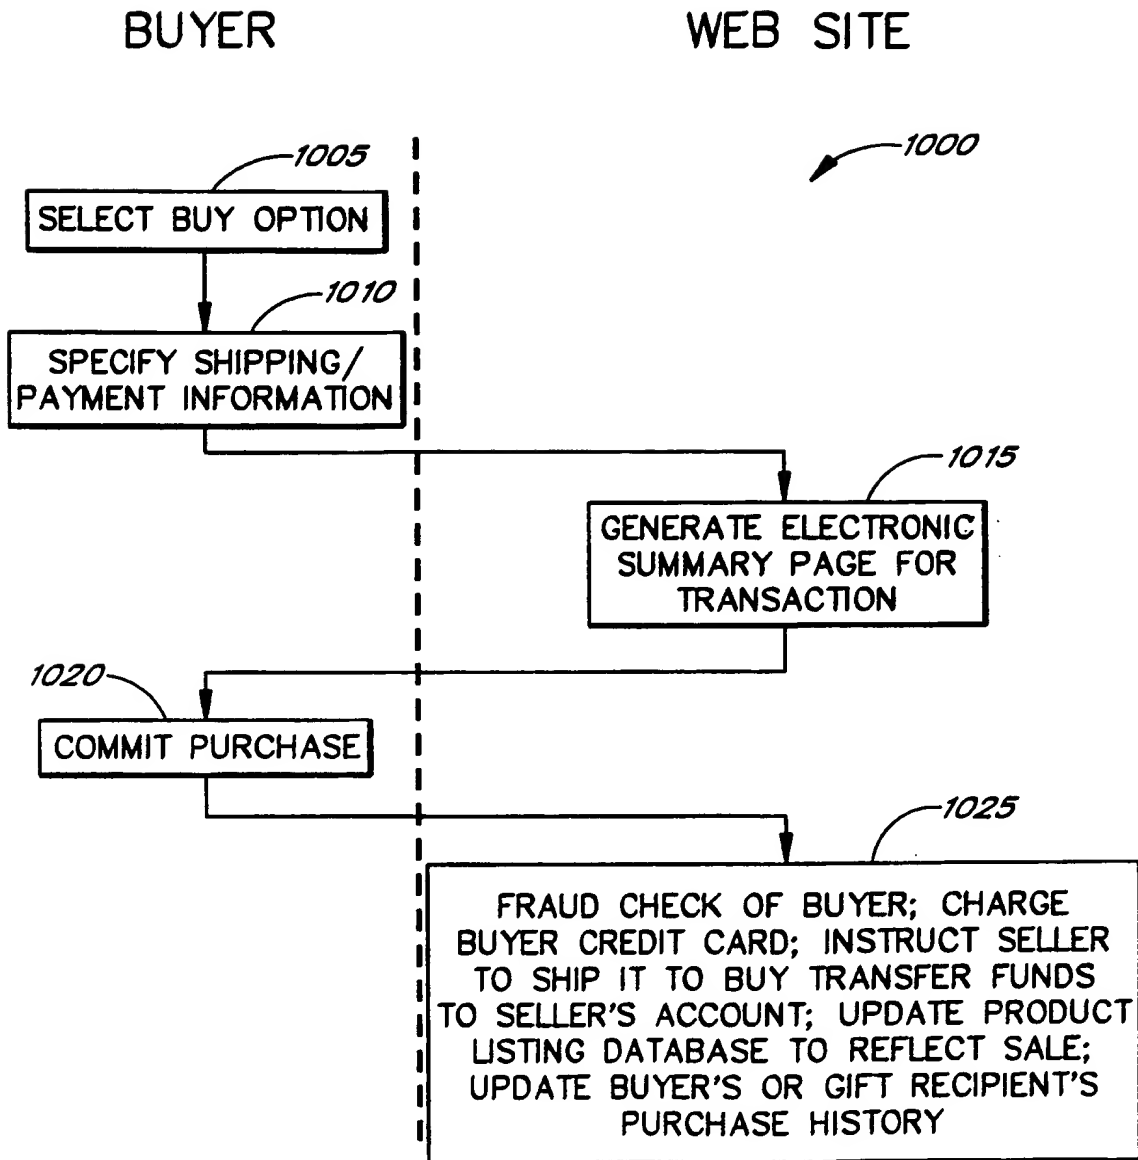 BUYER
WEB SITE
1000
1005
SELECT BUY OPTION
1010
SPECIFY SHIPPING/
PAYMENT INFORMATION
1015
GENERATE ELECTRONIC
SUMMARY PAGE FOR
TRANSACTION
1020
COMMIT PURCHASE
1025
FRAUD CHECK OF BUYER; CHARGE
BUYER CREDIT CARD; INSTRUCT SELLER
TO SHIP IT TO BUY TRANSFER FUNDS
TO SELLER'S ACCOUNT; UPDATE PRODUCT
LISTING DATABASE TO REFLECT SALE;
UPDATE BUYER'S OR GIFT RECIPIENT'S
PURCHASE HISTORY